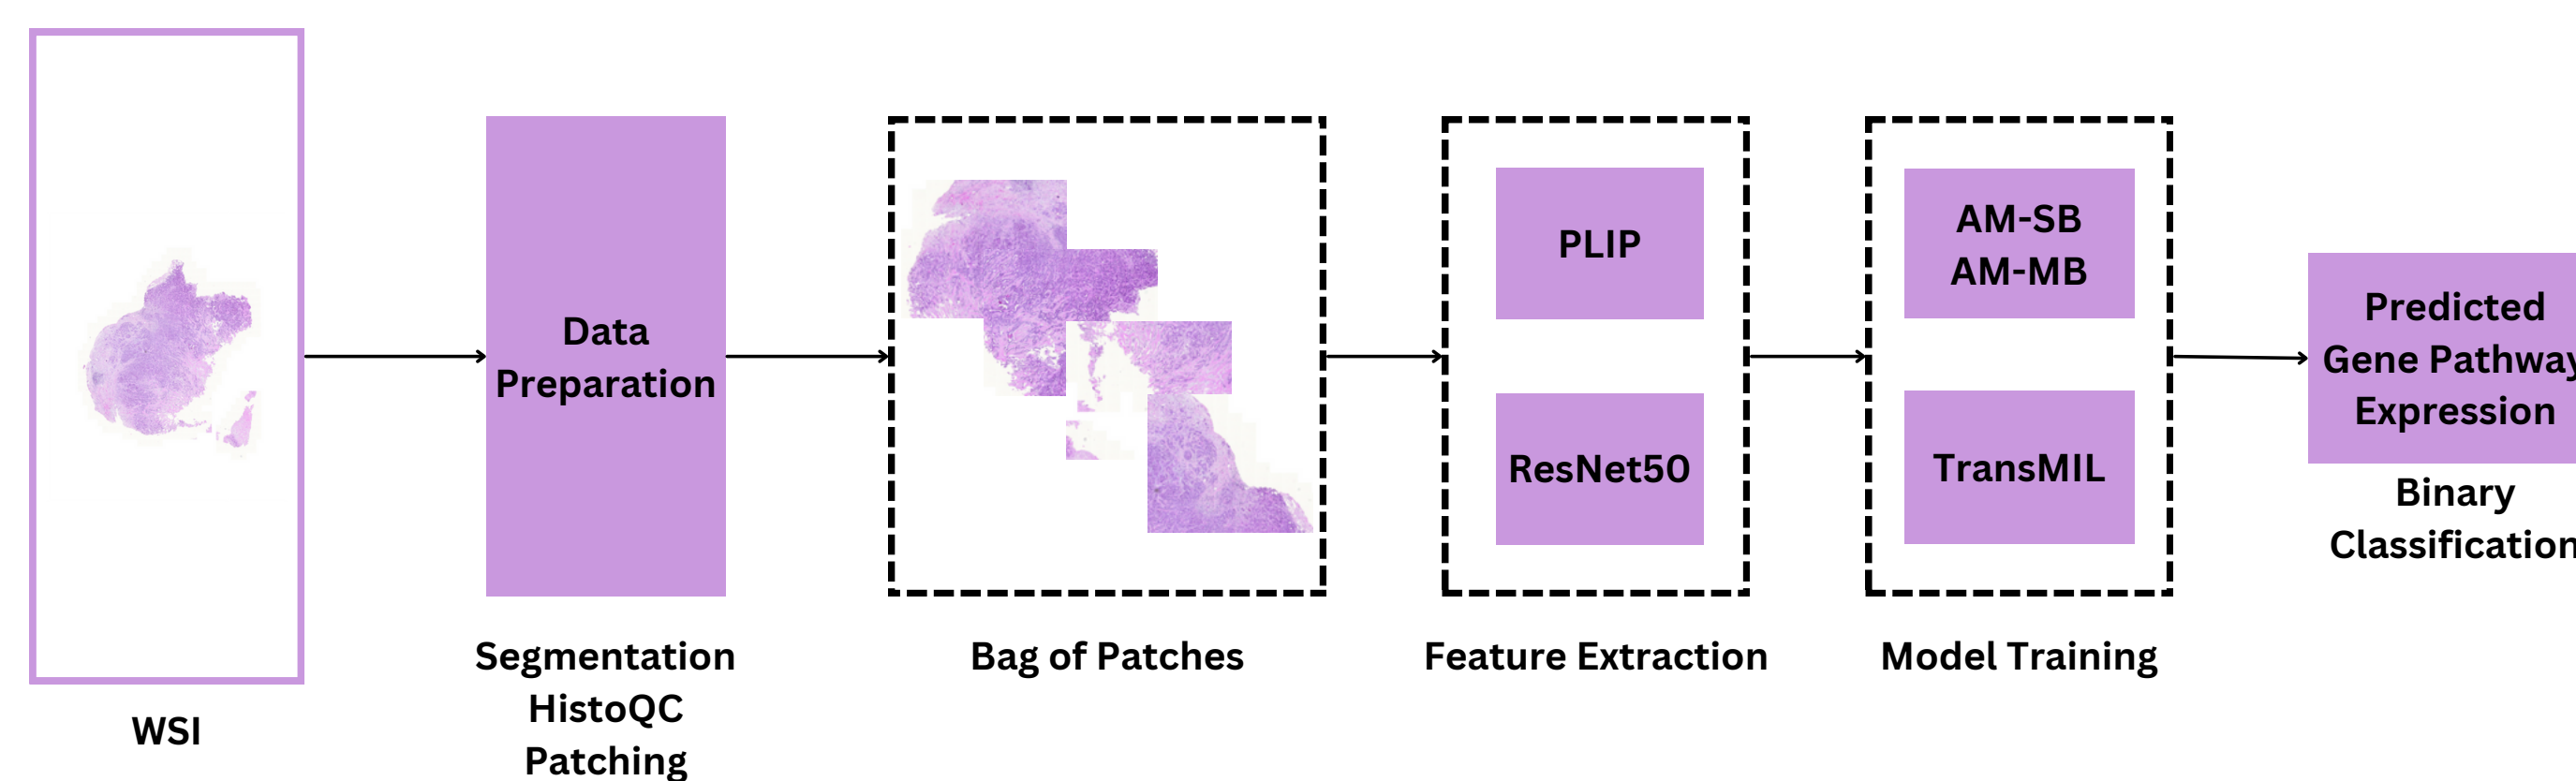 WSI
Data
Preparation
Segmentation
HistoQC
Patching
Bag of Patches
PLIP
ResNet50
Feature Extraction
AM-SB
AM-MB
TransMIL
Model Training
Predicted
Gene Pathway
Expression
Binary
Classification